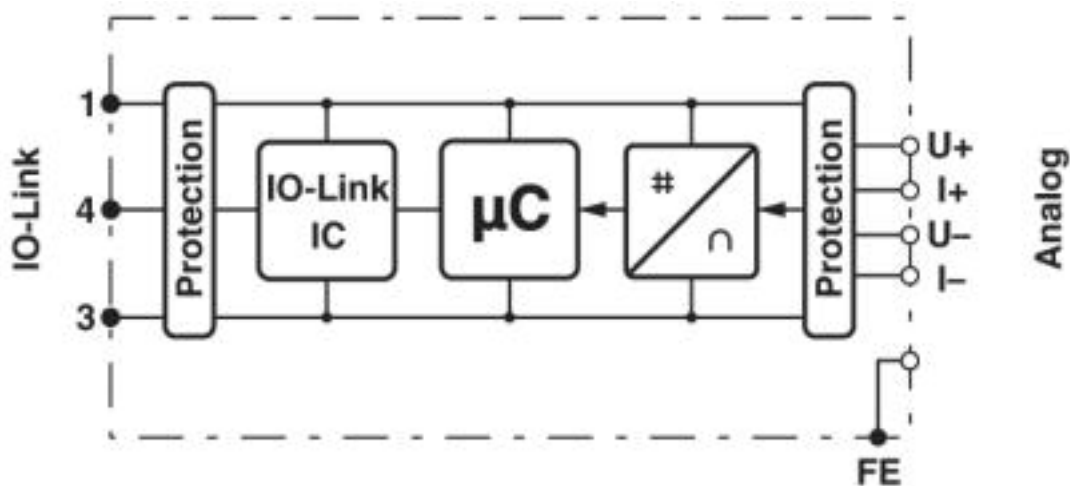 IO-Link
1
4
3
Protection
IO-Link
IC
µC
#
∩
Protection
U+
I+
U–
I–
Analog
FE